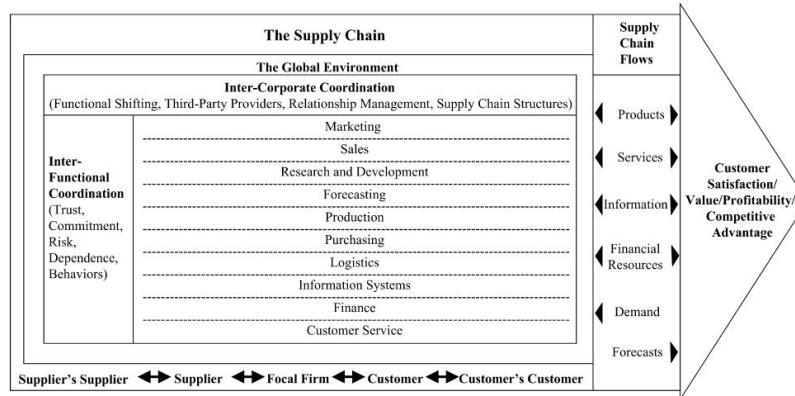 The Supply Chain
The Global Environment
Inter-Corporate Coordination
(Functional Shifting, Third-Party Providers, Relationship Management, Supply Chain Structures)
Inter-
Functional
Coordination
(Trust,
Commitment,
Risk,
Dependence,
Behaviors)
Marketing
Sales
Research and Development
Forecasting
Production
Purchasing
Logistics
Information Systems
Finance
Customer Service
Supplier's Supplier Supplier Focal Firm Customer Customer's Customer
Supply
Chain
Flows
Products
Services
Information
Financial
Resources
Demand
Forecasts
Customer
Satisfaction/
Value/Profitability/
Competitive
Advantage